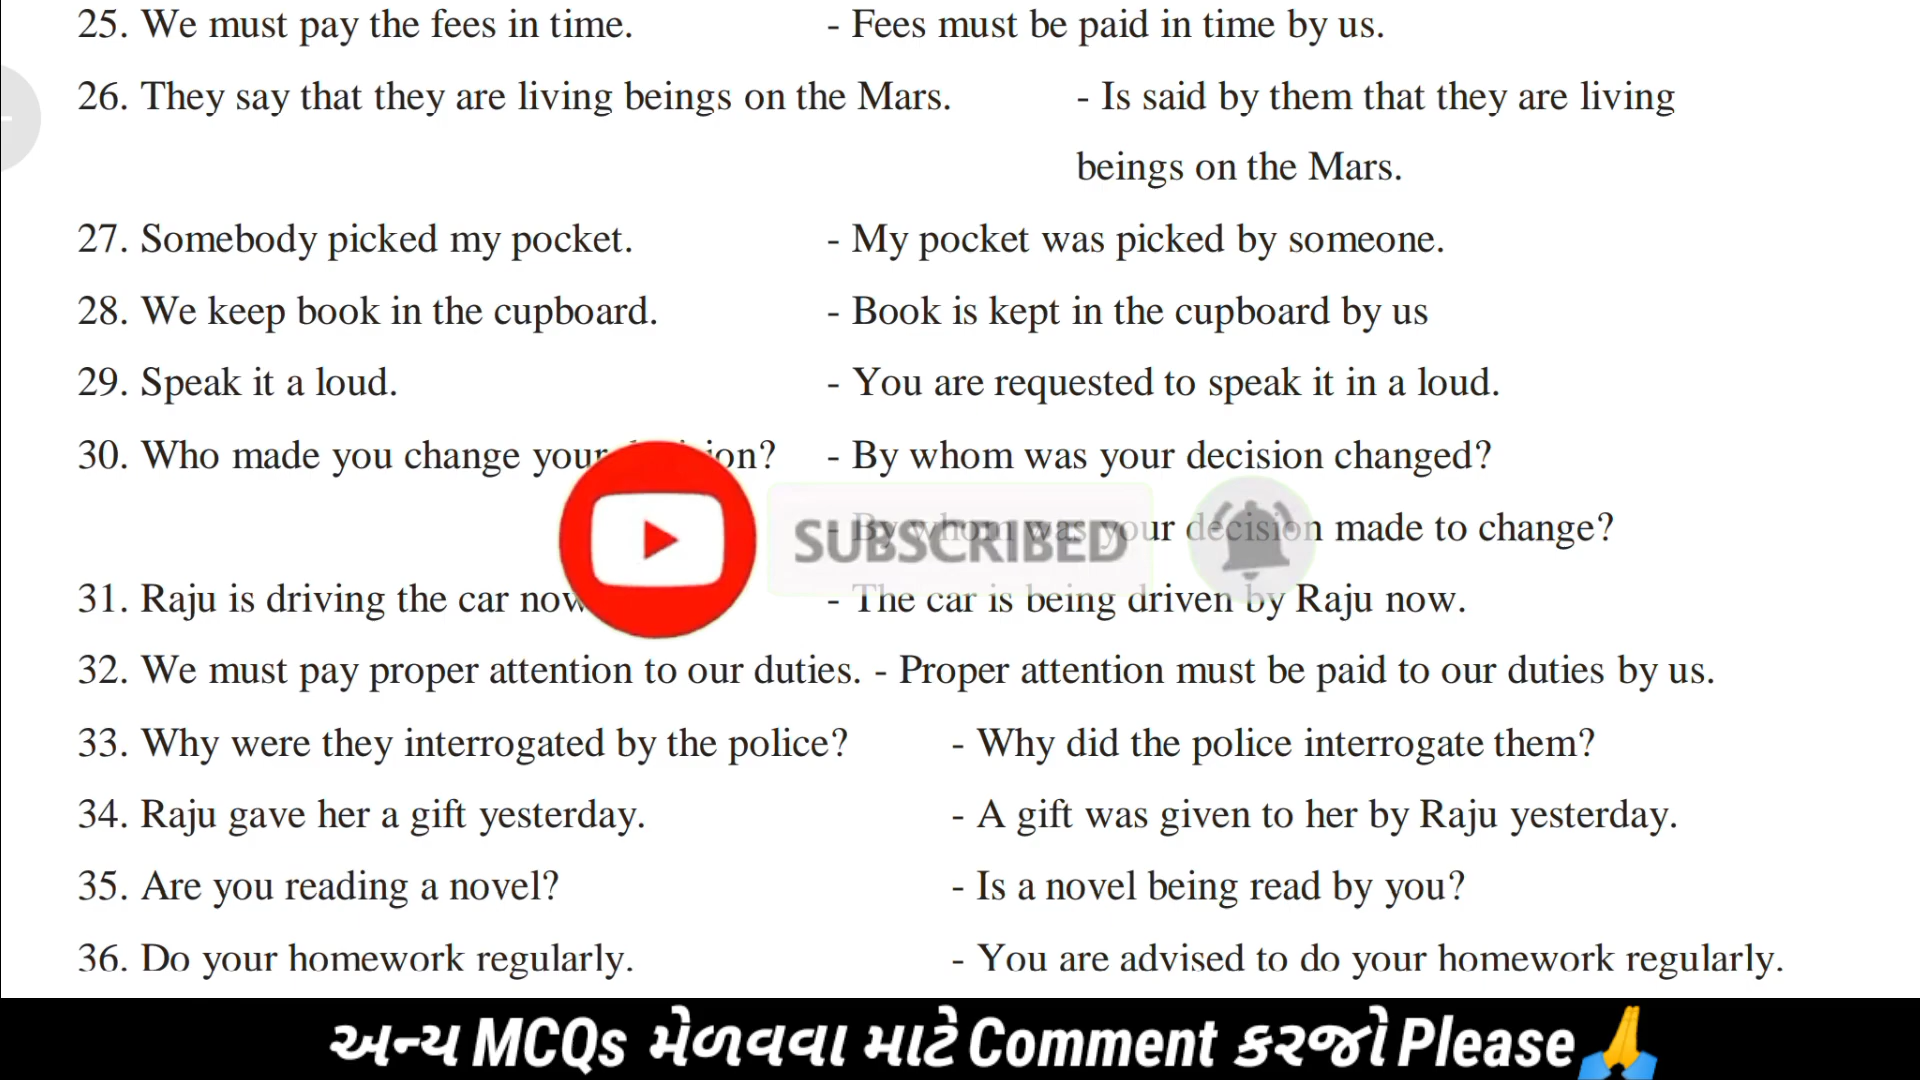 25. We must pay the fees in time. - Fees must be paid in time by us.
26. They say that they are living beings on the Mars. - Is said by them that they are living
beings on the Mars.
27. Somebody picked my pocket. - My pocket was picked by someone.
28. We keep book in the cupboard. - Book is kept in the cupboard by us
29. Speak it a loud. - You are requested to speak it in a loud.
30. Who made you change your decision? - By whom was your decision changed?
- By whom was your decision made to change?
SUBSCRIBED
31. Raju is driving the car now - The car is being driven by Raju now.
32. We must pay proper attention to our duties. - Proper attention must be paid to our duties by us.
33. Why were they interrogated by the police? - Why did the police interrogate them?
34. Raju gave her a gift yesterday. - A gift was given to her by Raju yesterday.
35. Are you reading a novel? - Is a novel being read by you?
36. Do your homework regularly. - You are advised to do your homework regularly.
અન્ય MCQs મેળવવા માટે Comment કરજો Please